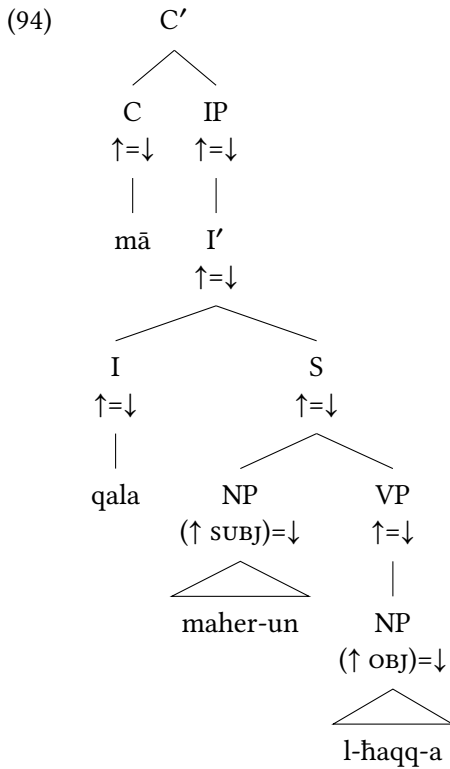 (94) C′
C IP
↑=↓ ↑=↓
mā I′
↑=↓
I S
↑=↓ ↑=↓
qala NP VP
(↑ SUBJ)=↓ ↑=↓
maher-un NP
(↑ OBJ)=↓
l-ħaqq-a